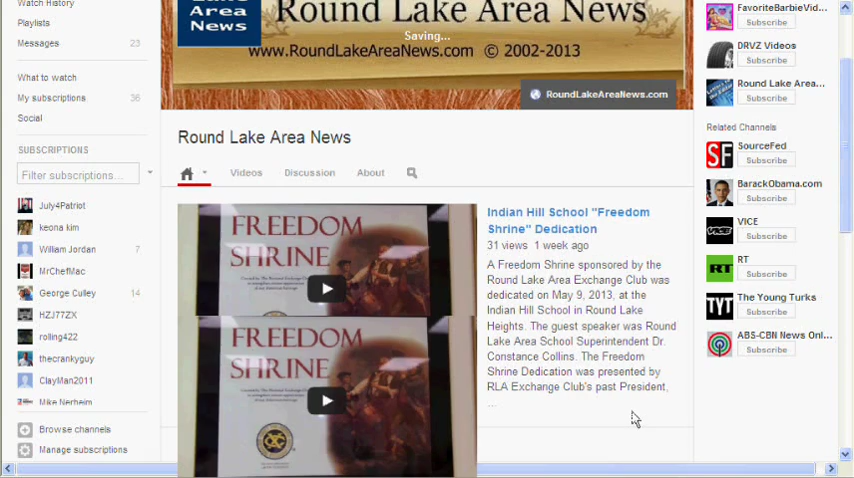 Watch History
Playlists
Messages 23
What to watch
My subscriptions 36
Social
SUBSCRIPTIONS
Filter subscriptions...
July4Patriot
keona kim
William Jordan 7
MrChefMac
George Culley 14
HZJ77ZX
rolling422
thecrankyguy
ClayMan2011
Mike Nerheim
Browse channels
Manage subscriptions
Lake
Area
News
Round Lake Area News
Saving...
www.RoundLakeAreaNews.com © 2002-2013
RoundLakeAreaNews.com
Round Lake Area News
Videos Discussion About
FREEDOM
SHRINE
FREEDOM
SHRINE
Indian Hill School "Freedom
Shrine" Dedication
31 views 1 week ago
A Freedom Shrine sponsored by the
Round Lake Area Exchange Club was
dedicated on May 9, 2013, at the
Indian Hill School in Round Lake
Heights. The guest speaker was Round
Lake Area School Superintendent Dr.
Constance Collins. The Freedom
Shrine Dedication was presented by
RLA Exchange Club's past President,
...
FavoriteBarbieVid...
Subscribe
DRVZ Videos
Subscribe
Round Lake Area...
Subscribe
Related Channels
SF
SourceFed
Subscribe
BarackObama.com
Subscribe
VICE
VICE
Subscribe
RT
RT
Subscribe
TYT
The Young Turks
Subscribe
ABS-CBN News Onl...
Subscribe